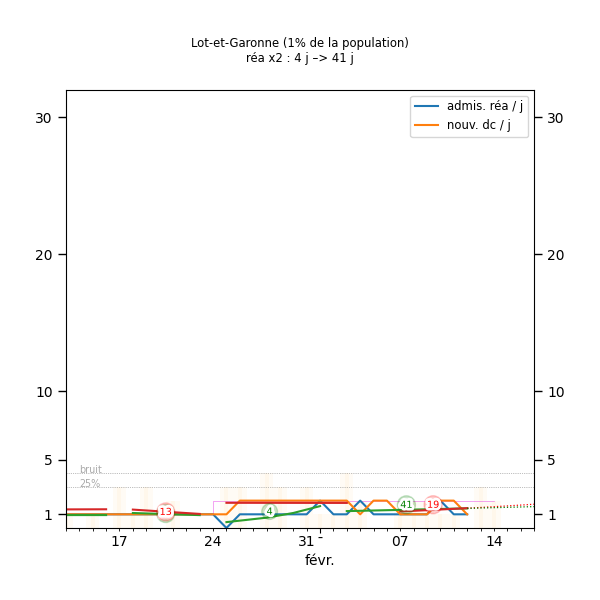 Lot-et-Garonne (1% de la population)
réa x2 : 4 j –> 41 j
admis. réa / j
nouv. dc / j
30 30
20 20
10 10
5 5
bruit
25%
1 1
13 4 41 19
17 24 31 07 14
févr.